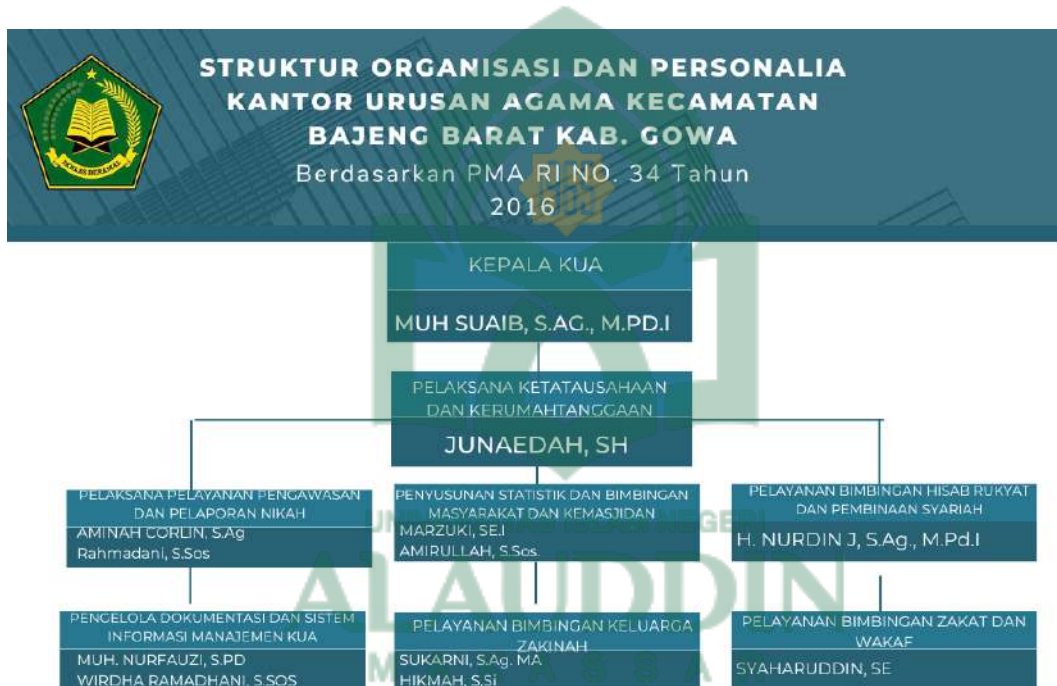 STRUKTUR ORGANISASI DAN PERSONALIA
KANTOR URUSAN AGAMA KECAMATAN
BAJENG BARAT KAB. GOWA
Berdasarkan PMA RI NO. 34 Tahun
2016
IKHLAS BERAMAL
KEPALA KUA
MUH SUAIB, S.AG., M.PD.I
PELAKSANA KETATAUSAHAAN
DAN KERUMAHTANGGAAN
JUNAEDAH, SH
PELAKSANA PELAYANAN PENGAWASAN
DAN PELAPORAN NIKAH
AMINAH CORLIN, S.Ag
Rahmadani, S.Sos
PENYUSUNAN STATISTIK DAN BIMBINGAN
MASYARAKAT DAN KEMASJIDAN
MARZUKI, SE.I
AMIRULLAH, S.Sos.
PELAYANAN BIMBINGAN HISAB RUKYAT
DAN PEMBINAAN SYARIAH
H. NURDIN J, S.Ag., M.Pd.I
PENGELOLA DOKUMENTASI DAN SISTEM
INFORMASI MANAJEMEN KUA
MUH. NURFAUZI, S.PD
WIRDHA RAMADHANI, S.SOS
PELAYANAN BIMBINGAN KELUARGA
ZAKINAH
SUKARNI, S.Ag. MA
HIKMAH, S.Si
PELAYANAN BIMBINGAN ZAKAT DAN
WAKAF
SYAHARUDDIN, SE
ALAUDDIN